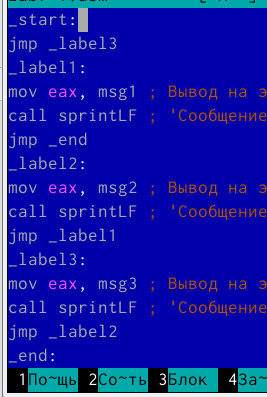 _start:
jmp _label3
_label1:
mov eax, msg1 ; Вывод на э
call sprintLF ; 'Сообщение
jmp _end
_label2:
mov eax, msg2 ; Вывод на э
call sprintLF ; 'Сообщение
jmp _label1
_label3:
mov eax, msg3 ; Вывод на э
call sprintLF ; 'Сообщение
jmp _label2
_end:
1По~щь 2Со~ть 3Блок 4За~